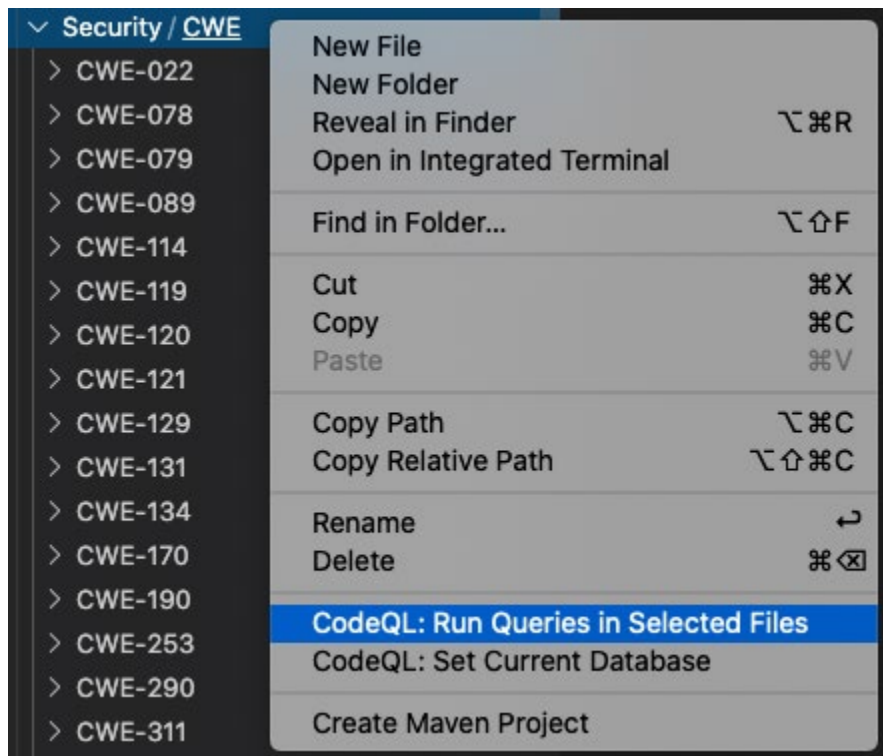 Security / CWE
CWE-022
CWE-078
CWE-079
CWE-089
CWE-114
CWE-119
CWE-120
CWE-121
CWE-129
CWE-131
CWE-134
CWE-170
CWE-190
CWE-253
CWE-290
CWE-311
New File
New Folder
Reveal in Finder ⌥⌘R
Open in Integrated Terminal
Find in Folder... ⌥⇧F
Cut ⌘X
Copy ⌘C
Paste ⌘V
Copy Path ⌥⌘C
Copy Relative Path ⌥⇧⌘C
Rename ↩
Delete ⌘⌫
CodeQL: Run Queries in Selected Files
CodeQL: Set Current Database
Create Maven Project